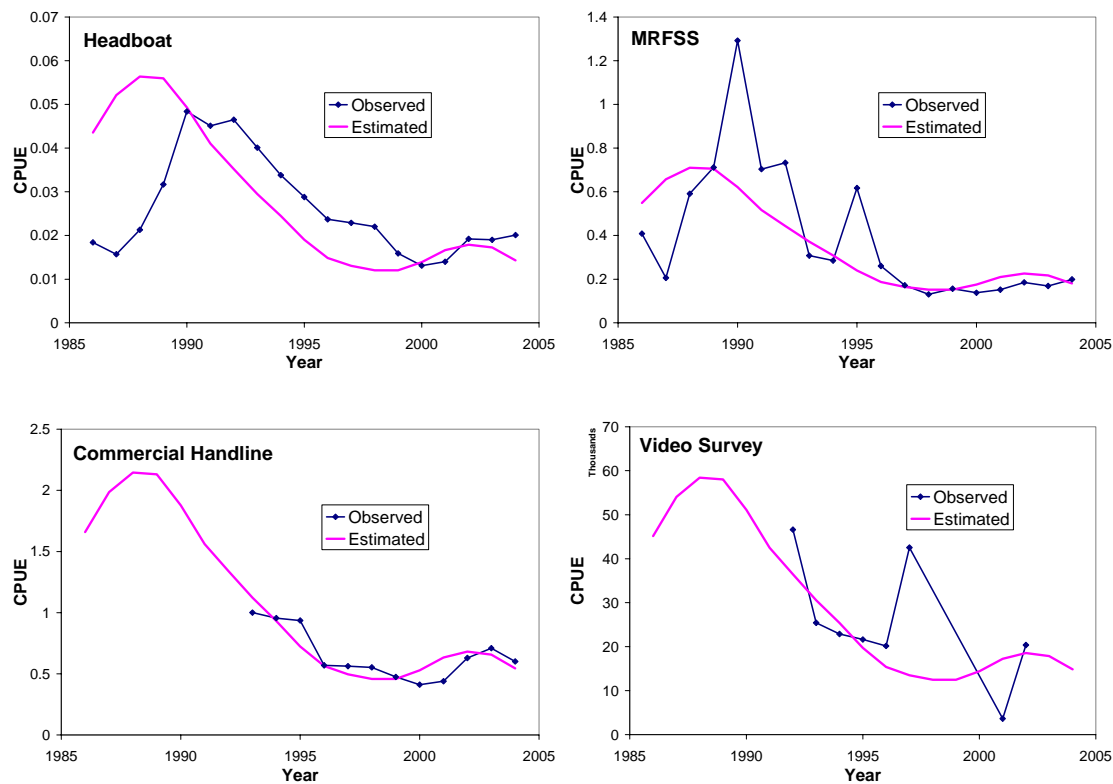 Headboat
0.07
0.06
0.05
0.04
0.03
0.02
0.01
0
CPUE
Observed
Estimated
1985 1990 1995 2000 2005
Year
MRFSS
1.4
1.2
1
0.8
0.6
0.4
0.2
0
CPUE
Observed
Estimated
1985 1990 1995 2000 2005
Year
Commercial Handline
2.5
2
1.5
1
0.5
0
CPUE
Observed
Estimated
1985 1990 1995 2000 2005
Year
Video Survey
Thousands
70
60
50
40
30
20
10
0
CPUE
Observed
Estimated
1985 1990 1995 2000 2005
Year